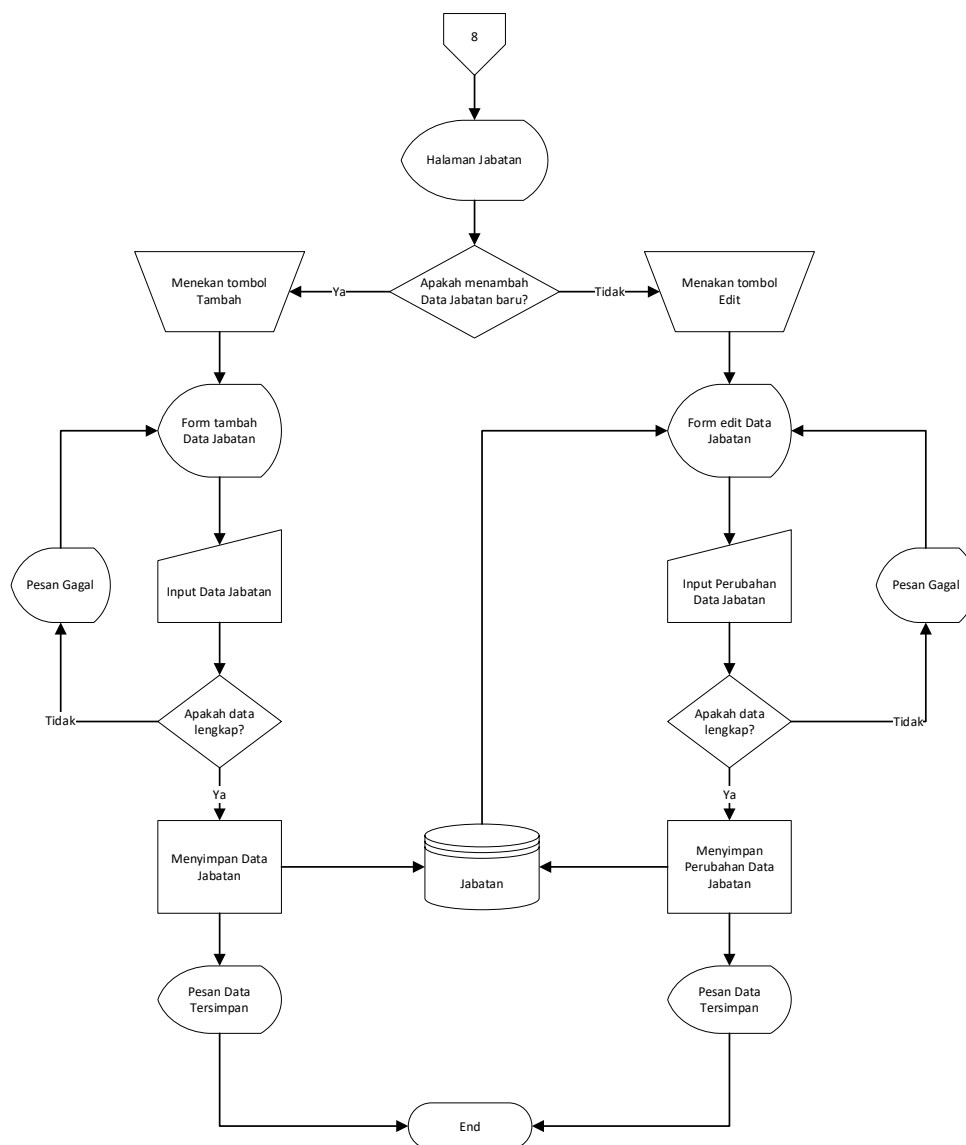 8
Halaman Jabatan
Menekan tombol
Tambah
Ya
Apakah menambah
Data Jabatan baru?
Tidak
Menakan tombol
Edit
Form tambah
Data Jabatan
Form edit Data
Jabatan
Pesan Gagal
Input Data Jabatan
Input Perubahan
Data Jabatan
Pesan Gagal
Tidak
Apakah data
lengkap?
Apakah data
lengkap?
Tidak
Ya
Ya
Menyimpan Data
Jabatan
Jabatan
Menyimpan
Perubahan Data
Jabatan
Pesan Data
Tersimpan
Pesan Data
Tersimpan
End